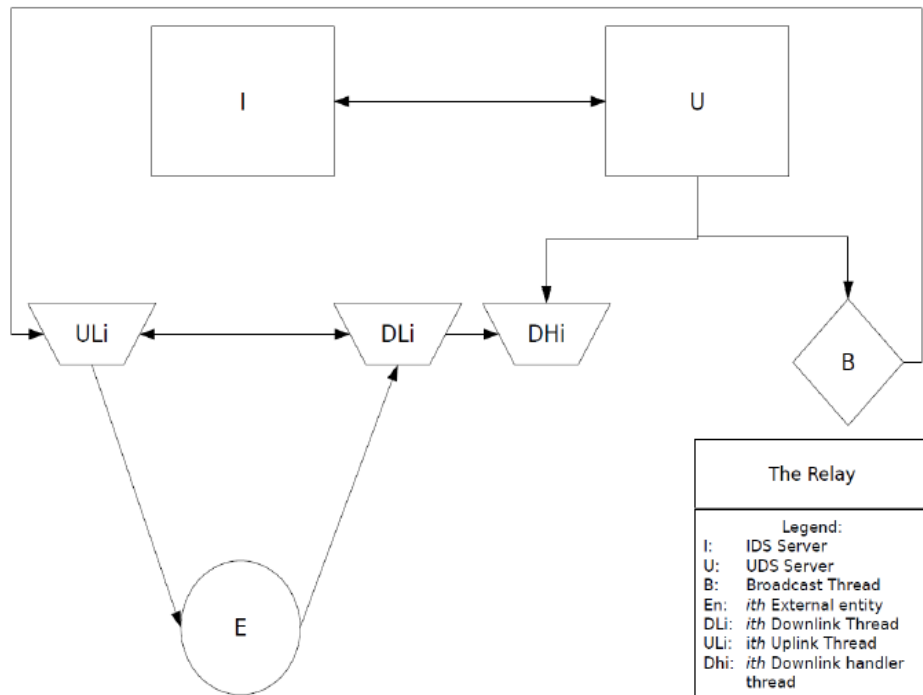 I
U
ULi
DLi
DHi
B
E
The Relay
Legend:
I: IDS Server
U: UDS Server
B: Broadcast Thread
En: ith External entity
DLi: ith Downlink Thread
ULi: ith Uplink Thread
Dhi: ith Downlink handler
thread